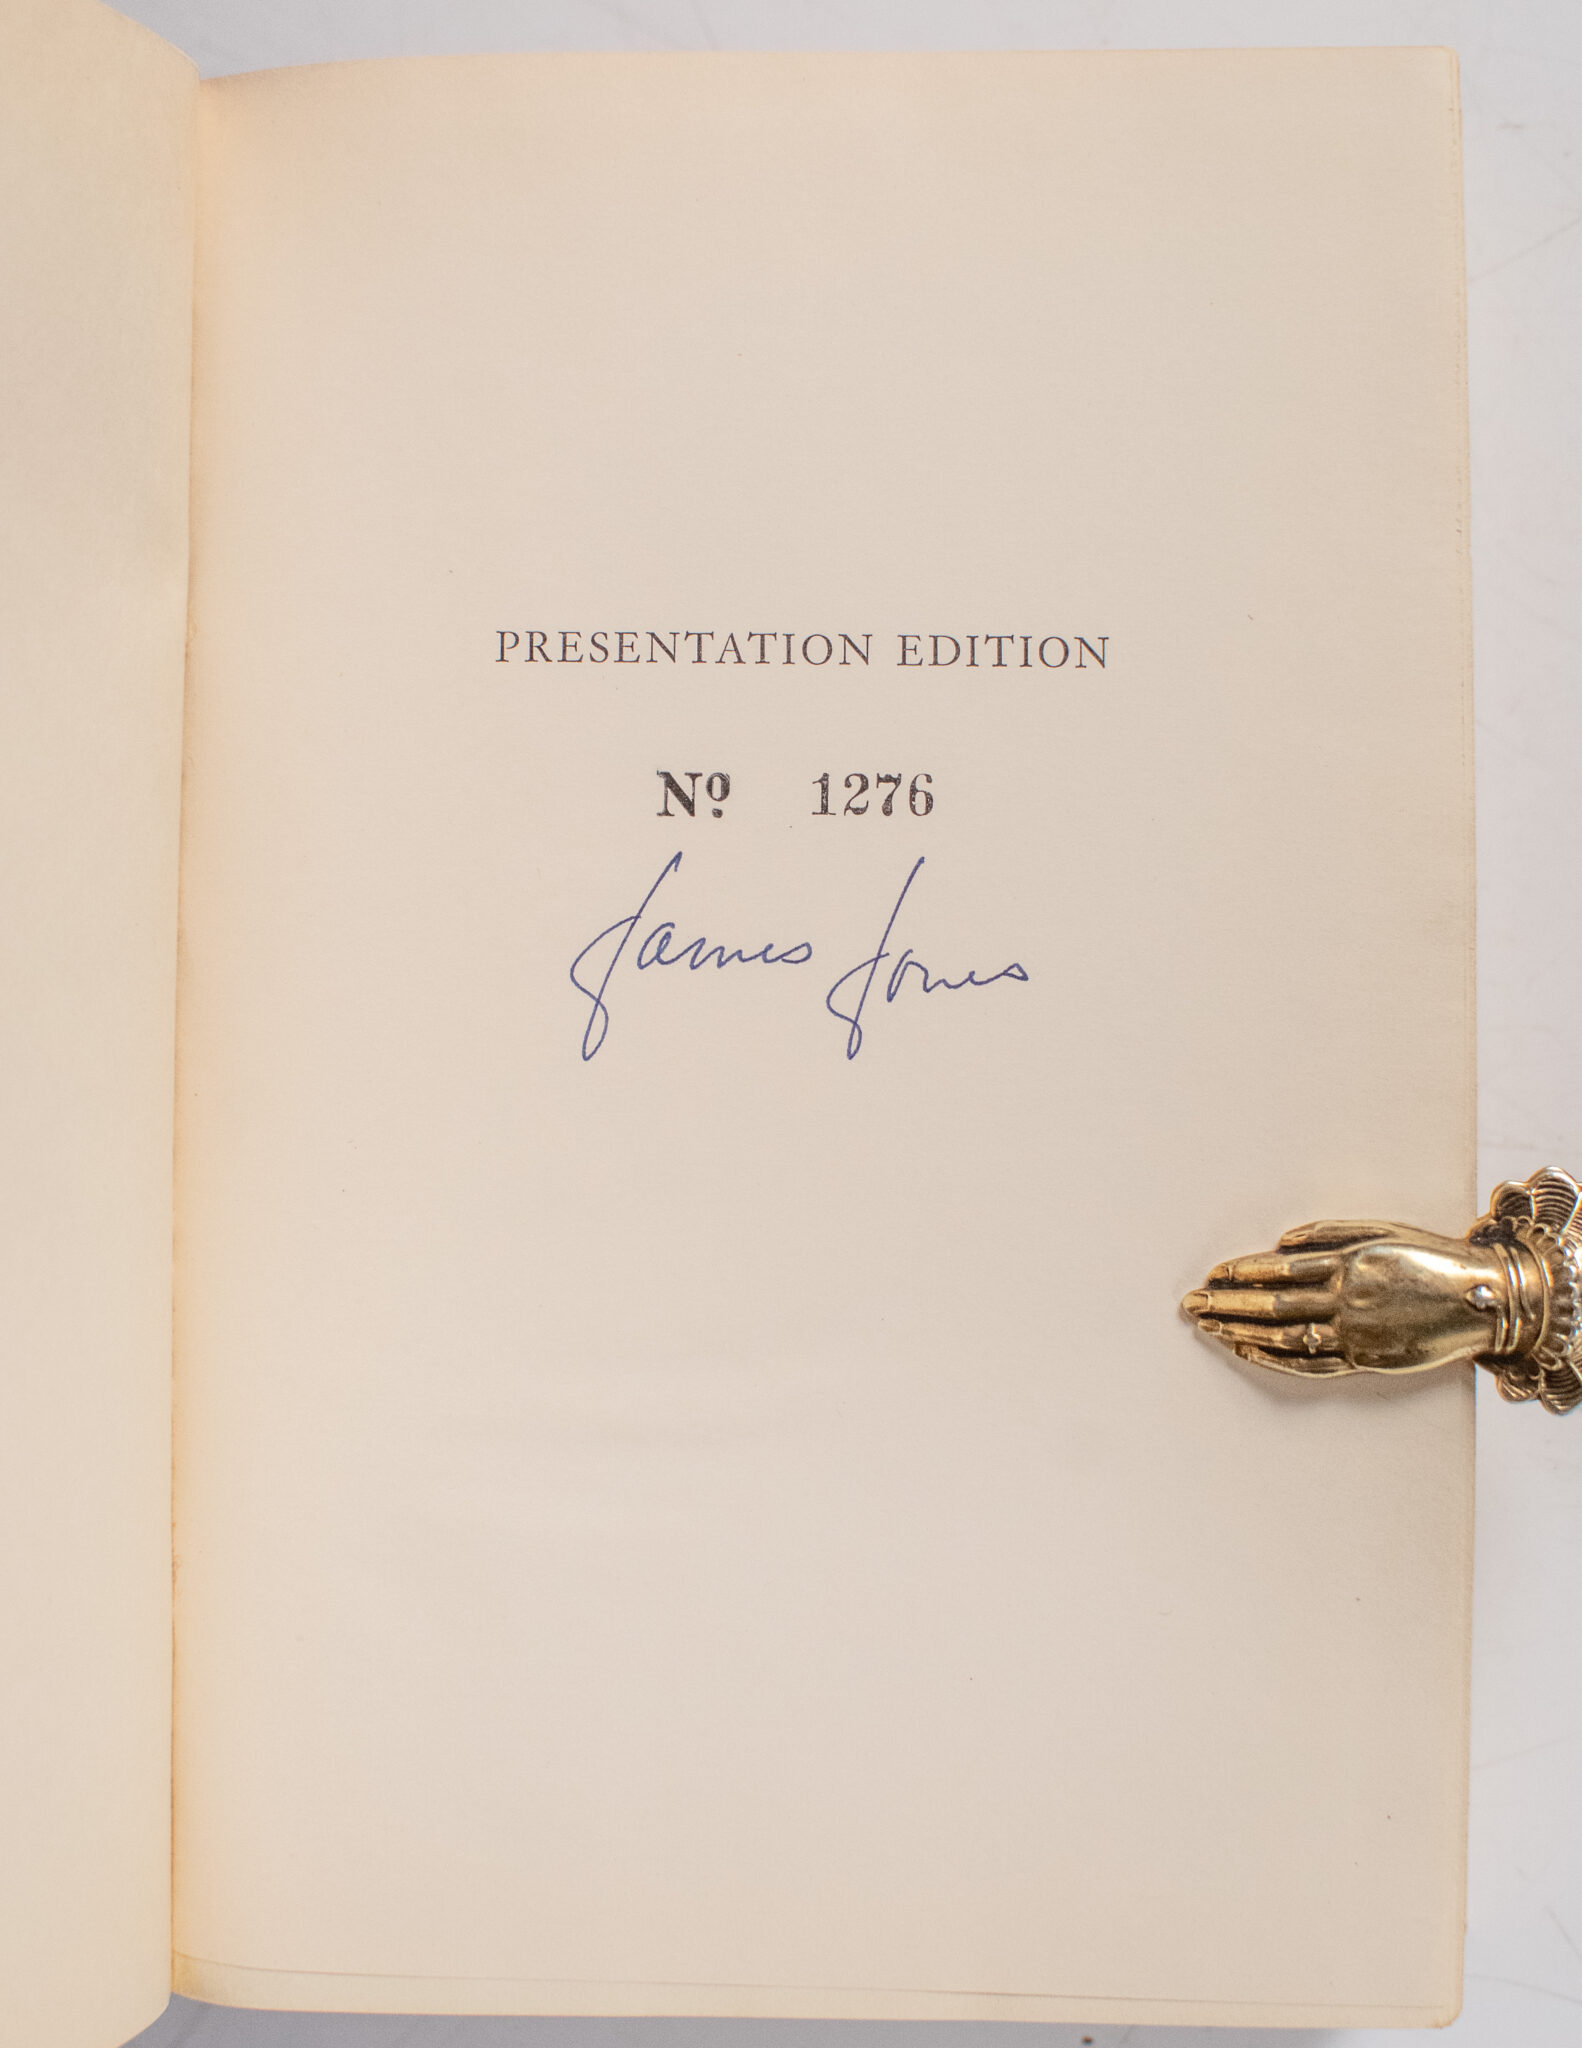 PRESENTATION EDITION
Nº 1276
James Jones